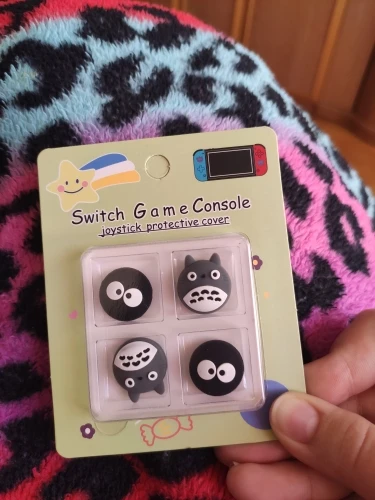 Switch Game Console
joystick protective cover